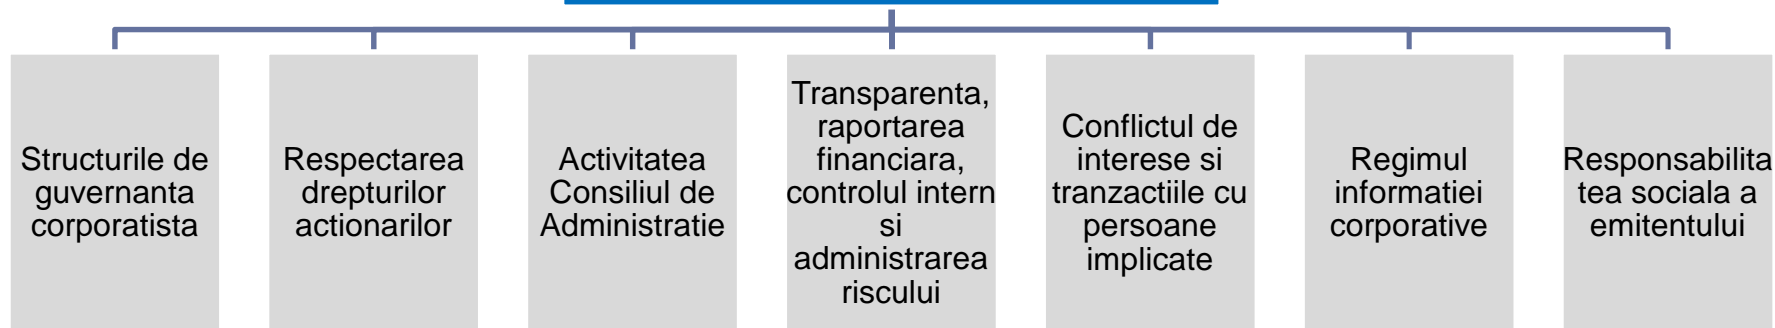 Structurile de
guvernanta
corporatista
Respectarea
drepturilor
actionarilor
Activitatea
Consiliul de
Administratie
Transparenta,
raportarea
financiara,
controlul intern
si
administrarea
riscului
Conflictul de
interese si
tranzactiile cu
persoane
implicate
Regimul
informatiei
corporative
Responsabilita
tea sociala a
emitentului